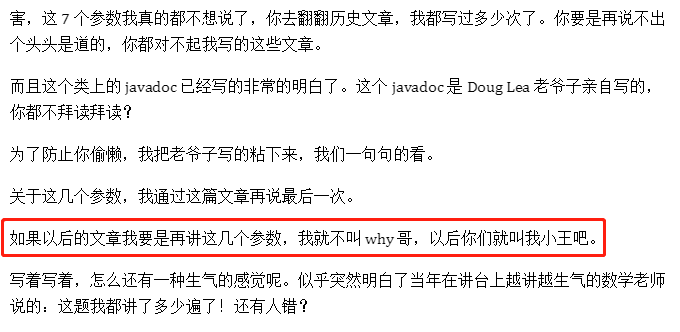 害，这 7 个参数我真的都不想说了，你去翻翻历史文章，我都写过多少次了。你要是再说不出
个头头是道的，你都对不起我写的这些文章。
而且这个类上的 javadoc 已经写的非常的明白了。这个 javadoc 是 Doug Lea 老爷子亲自写的，
你都不拜读拜读？
为了防止你偷懒，我把老爷子写的粘下来，我们一句句的看。
关于这几个参数，我通过这篇文章再说最后一次。
如果以后的文章我要是再讲这几个参数，我就不叫 why 哥，以后你们就叫我小王吧。
写着写着，怎么还有一种生气的感觉呢。似乎突然明白了当年在讲台上越讲越生气的数学老师
说的：这题我都讲了多少遍了！还有人错？